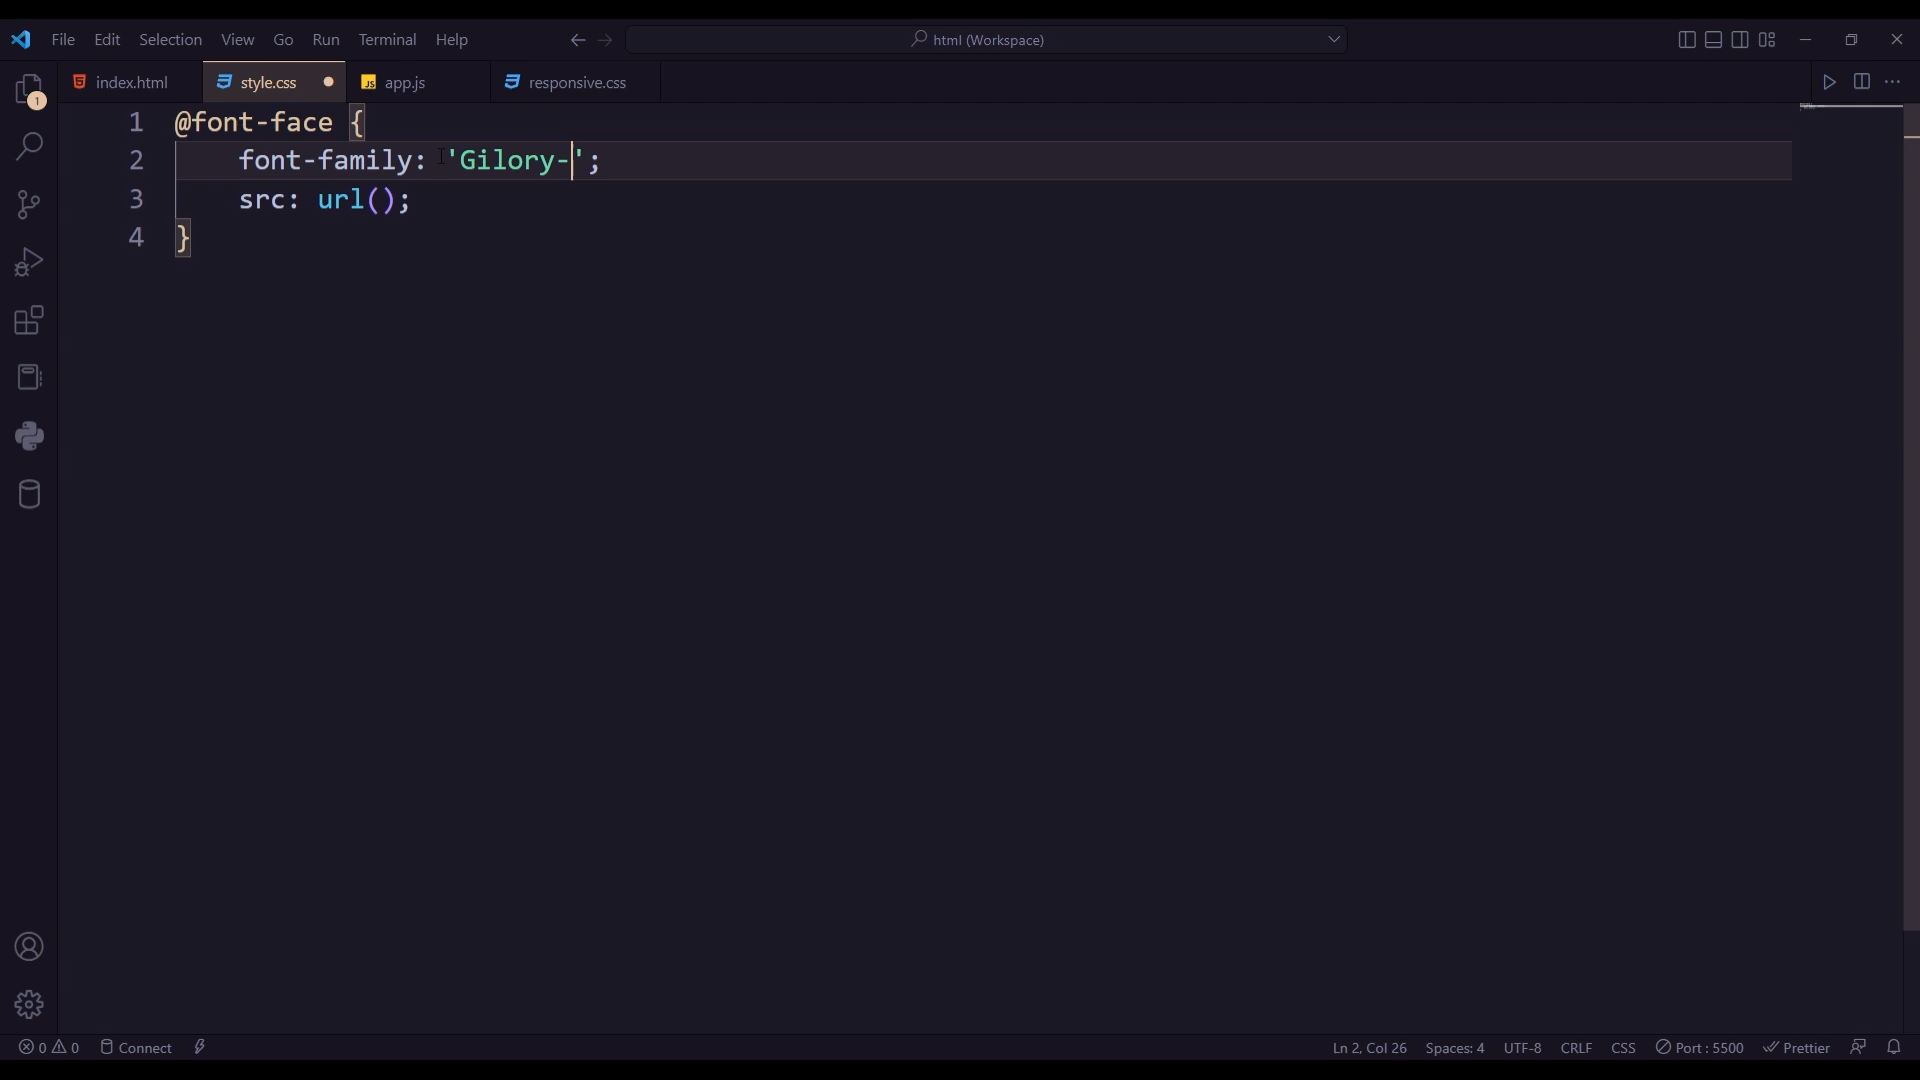 File Edit Selection View Go Run Terminal Help
html (Workspace)
index.html style.css app.js responsive.css
1
JS
1 @font-face {
2 font-family: 'Gilory-';
3 src: url();
4 }
0 0 Connect Ln 2, Col 26 Spaces: 4 UTF-8 CRLF CSS Port : 5500 Prettier